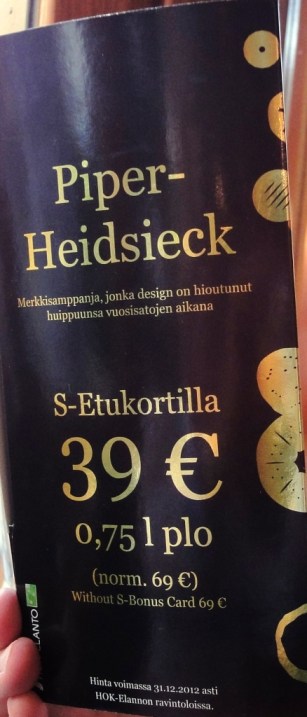 Piper-
Heidsieck
Merkkisamppanja, jonka design on hioutunut
huippuunsa vuosisatojen aikana
S-Etukortilla
39 €
0,75 l plo
(norm. 69 €)
Without S-Bonus Card 69 €
LANTO
Hinta voimassa 31.12.2012 asti
HOK-Elannon ravintoloissa.